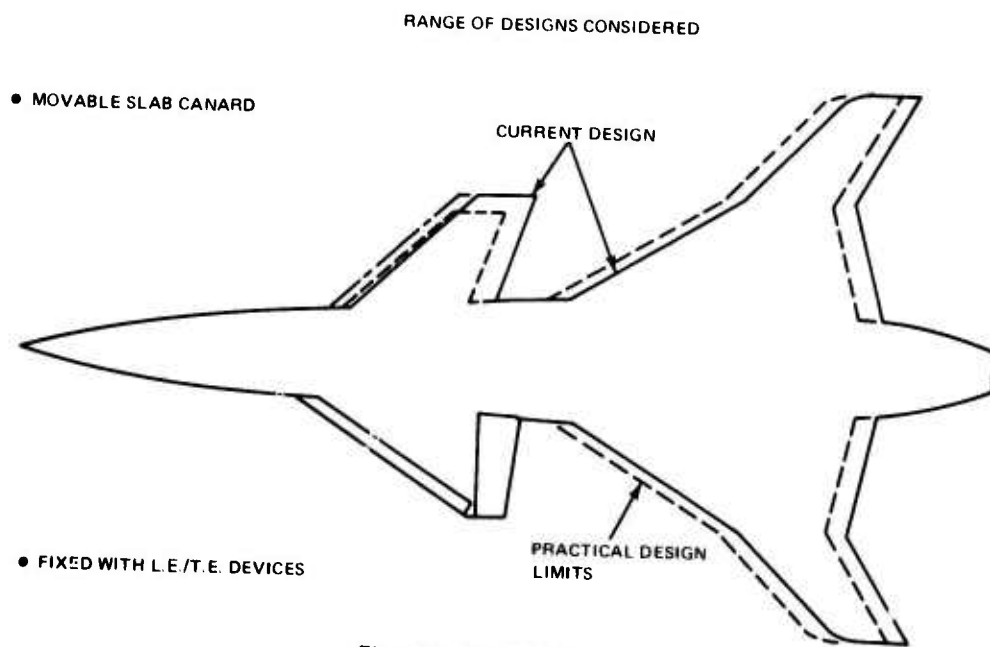 RANGE OF DESIGNS CONSIDERED
● MOVABLE SLAB CANARD
CURRENT DESIGN
PRACTICAL DESIGN
LIMITS
● FIXED WITH L.E./T.E. DEVICES